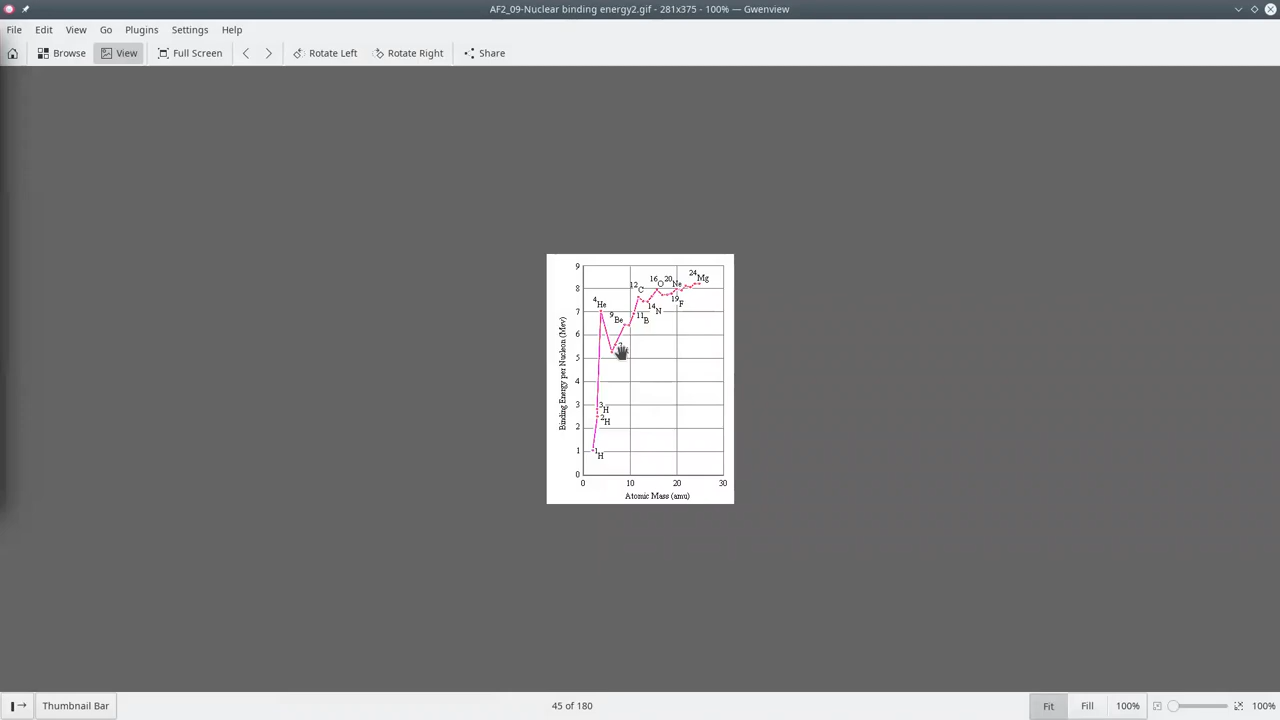 AF2_09-Nuclear binding energy2.gif - 281x375 - 100% — Gwenview
File Edit View Go Plugins Settings Help
Browse View Full Screen Rotate Left Rotate Right Share
Binding Energy per Nucleon (Mev)
9
8
7
6
5
4
3
2
1
0
24Mg
16O
20Ne
12C
19F
4He
14N
9Be
11B
3H
2H
1H
0 10 20 30
Atomic Mass (amu)
Thumbnail Bar 45 of 180 Fit Fill 100% 100%